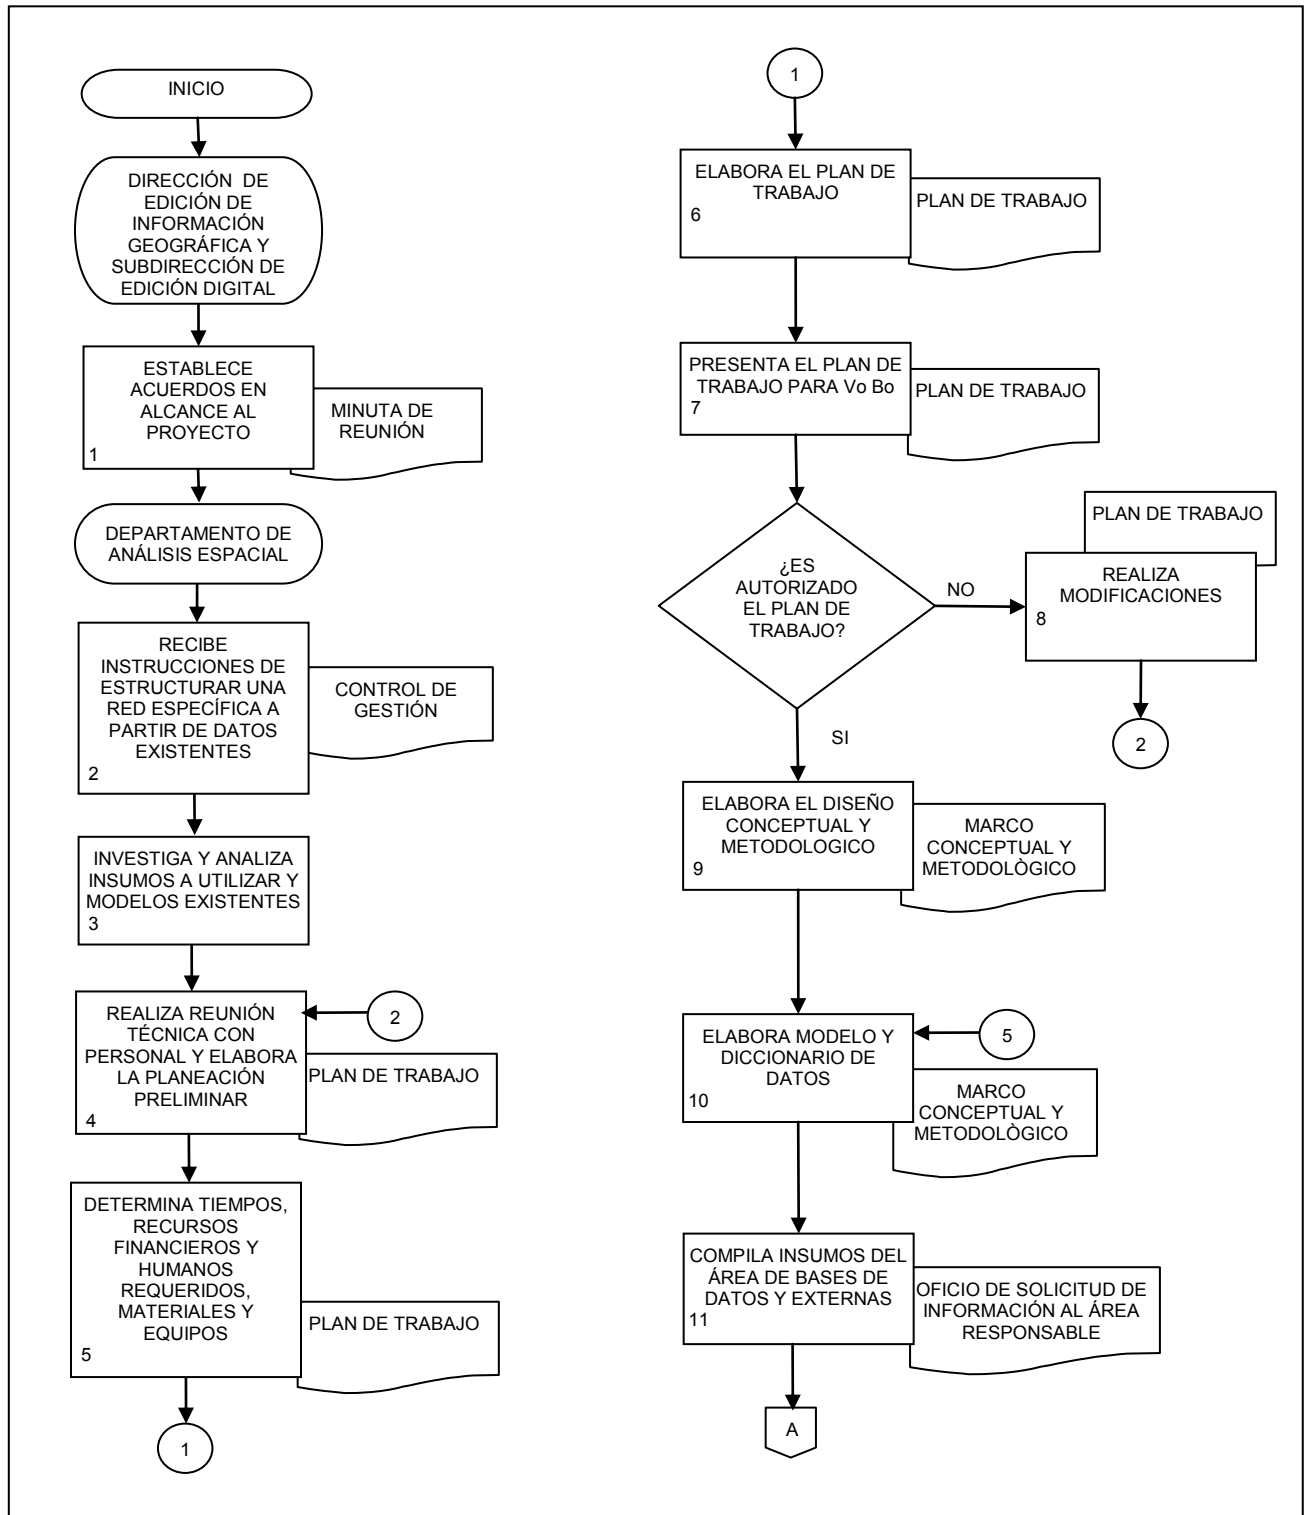 INICIO
DIRECCIÓN DE
EDICIÓN DE
INFORMACIÓN
GEOGRÁFICA Y
SUBDIRECCIÓN DE
EDICIÓN DIGITAL
ESTABLECE
ACUERDOS EN
ALCANCE AL
PROYECTO
1
MINUTA DE
REUNIÓN
DEPARTAMENTO DE
ANÁLISIS ESPACIAL
RECIBE
INSTRUCCIONES DE
ESTRUCTURAR UNA
RED ESPECÍFICA A
PARTIR DE DATOS
EXISTENTES
2
CONTROL DE
GESTIÓN
INVESTIGA Y ANALIZA
INSUMOS A UTILIZAR Y
MODELOS EXISTENTES
3
REALIZA REUNIÓN
TÉCNICA CON
PERSONAL Y ELABORA
LA PLANEACIÓN
PRELIMINAR
4
2
PLAN DE TRABAJO
DETERMINA TIEMPOS,
RECURSOS
FINANCIEROS Y
HUMANOS
REQUERIDOS,
MATERIALES Y
EQUIPOS
5
PLAN DE TRABAJO
1
1
ELABORA EL PLAN DE
TRABAJO
6
PLAN DE TRABAJO
PRESENTA EL PLAN DE
TRABAJO PARA Vo Bo
7
PLAN DE TRABAJO
¿ES
AUTORIZADO
EL PLAN DE
TRABAJO?
NO
PLAN DE TRABAJO
REALIZA
MODIFICACIONES
8
2
SI
ELABORA EL DISEÑO
CONCEPTUAL Y
METODOLOGICO
9
MARCO
CONCEPTUAL Y
METODOLÒGICO
ELABORA MODELO Y
DICCIONARIO DE
DATOS
10
5
MARCO
CONCEPTUAL Y
METODOLÒGICO
COMPILA INSUMOS DEL
ÁREA DE BASES DE
DATOS Y EXTERNAS
11
OFICIO DE SOLICITUD DE
INFORMACIÓN AL ÁREA
RESPONSABLE
A